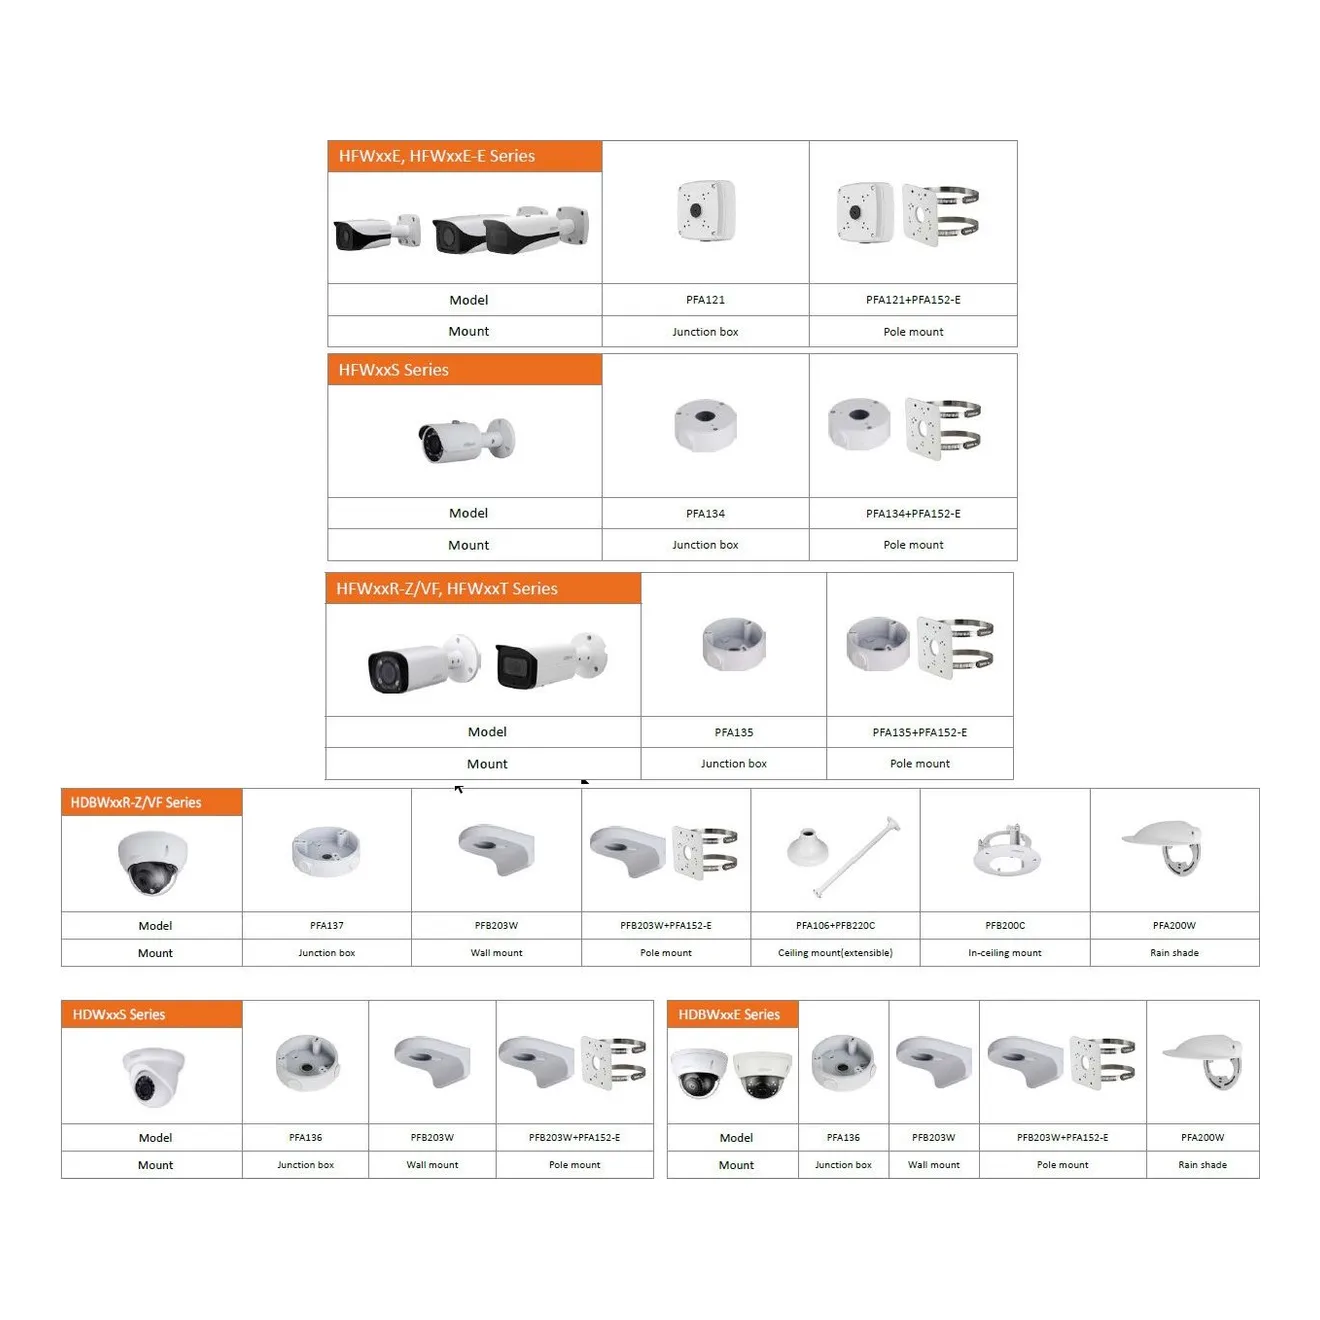 HFWxxE, HFWxxE-E Series
Model PFA121 PFA121+PFA152-E
Mount Junction box Pole mount
HFWxxS Series
Model PFA134 PFA134+PFA152-E
Mount Junction box Pole mount
HFWxxR-Z/VF, HFWxxT Series
Model PFA135 PFA135+PFA152-E
Mount Junction box Pole mount
HDBWxxR-Z/VF Series
Model PFA137 PFB203W PFB203W+PFA152-E PFA106+PFB220C PFB200C PFA200W
Mount Junction box Wall mount Pole mount Ceiling mount(extensible) In-ceiling mount Rain shade
HDWxxS Series
Model PFA136 PFB203W PFB203W+PFA152-E
Mount Junction box Wall mount Pole mount
HDBWxxE Series
Model PFA136 PFB203W PFB203W+PFA152-E PFA200W
Mount Junction box Wall mount Pole mount Rain shade